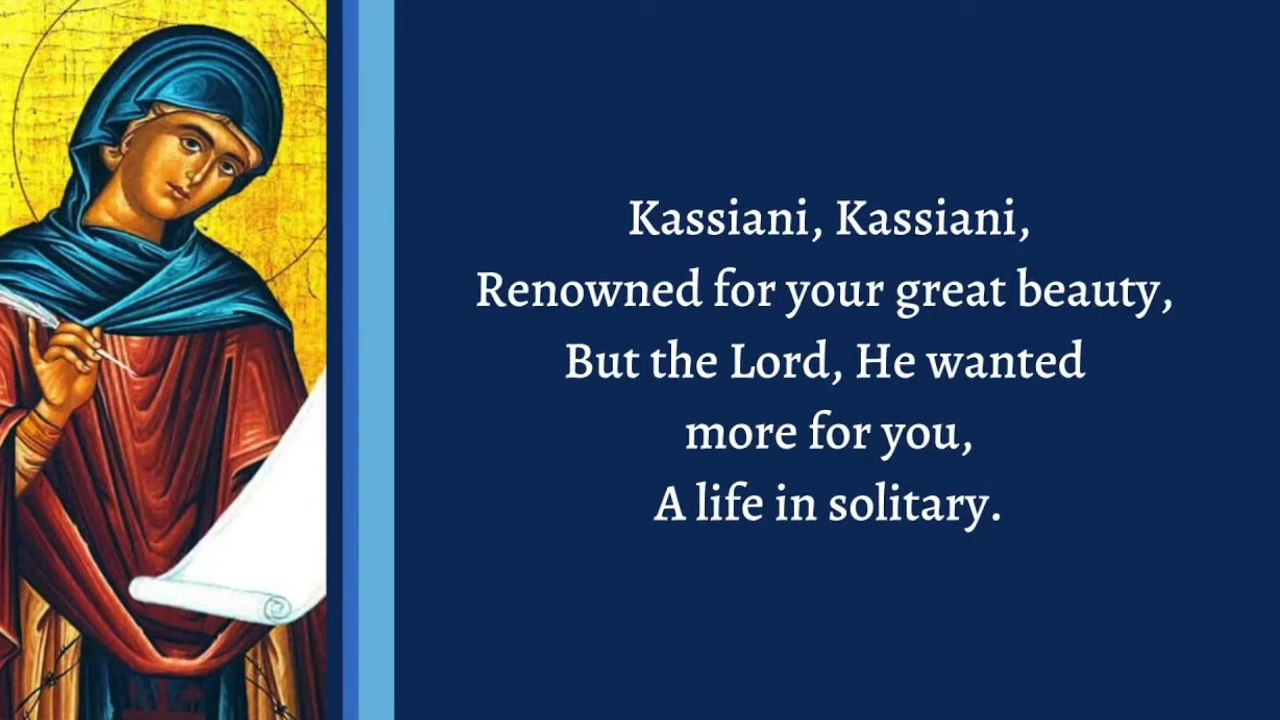 Kassiani, Kassiani,
Renowned for your great beauty,
But the Lord, He wanted
more for you,
A life in solitary.